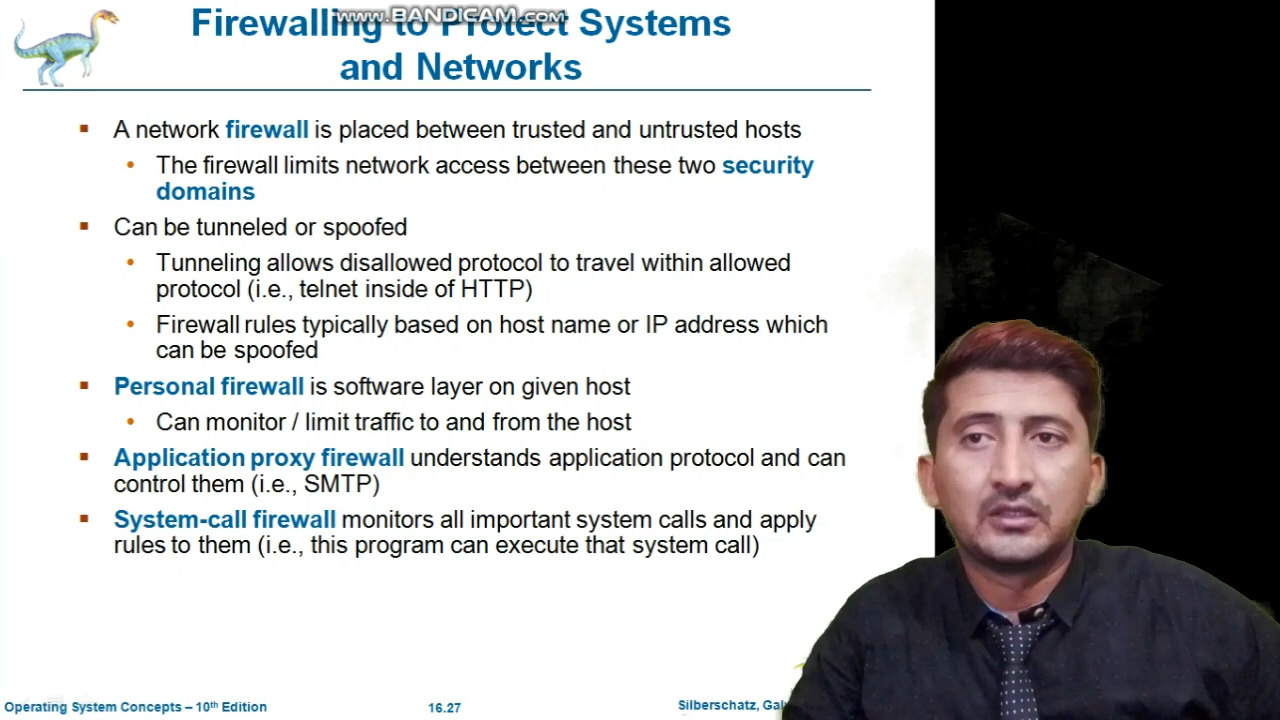 www.BANDICAM.com
Firewalling to Protect Systems
and Networks
▪ A network firewall is placed between trusted and untrusted hosts
• The firewall limits network access between these two security
domains
▪ Can be tunneled or spoofed
• Tunneling allows disallowed protocol to travel within allowed
protocol (i.e., telnet inside of HTTP)
• Firewall rules typically based on host name or IP address which
can be spoofed
▪ Personal firewall is software layer on given host
• Can monitor / limit traffic to and from the host
▪ Application proxy firewall understands application protocol and can
control them (i.e., SMTP)
▪ System-call firewall monitors all important system calls and apply
rules to them (i.e., this program can execute that system call)
Operating System Concepts – 10th Edition
16.27
Silberschatz,